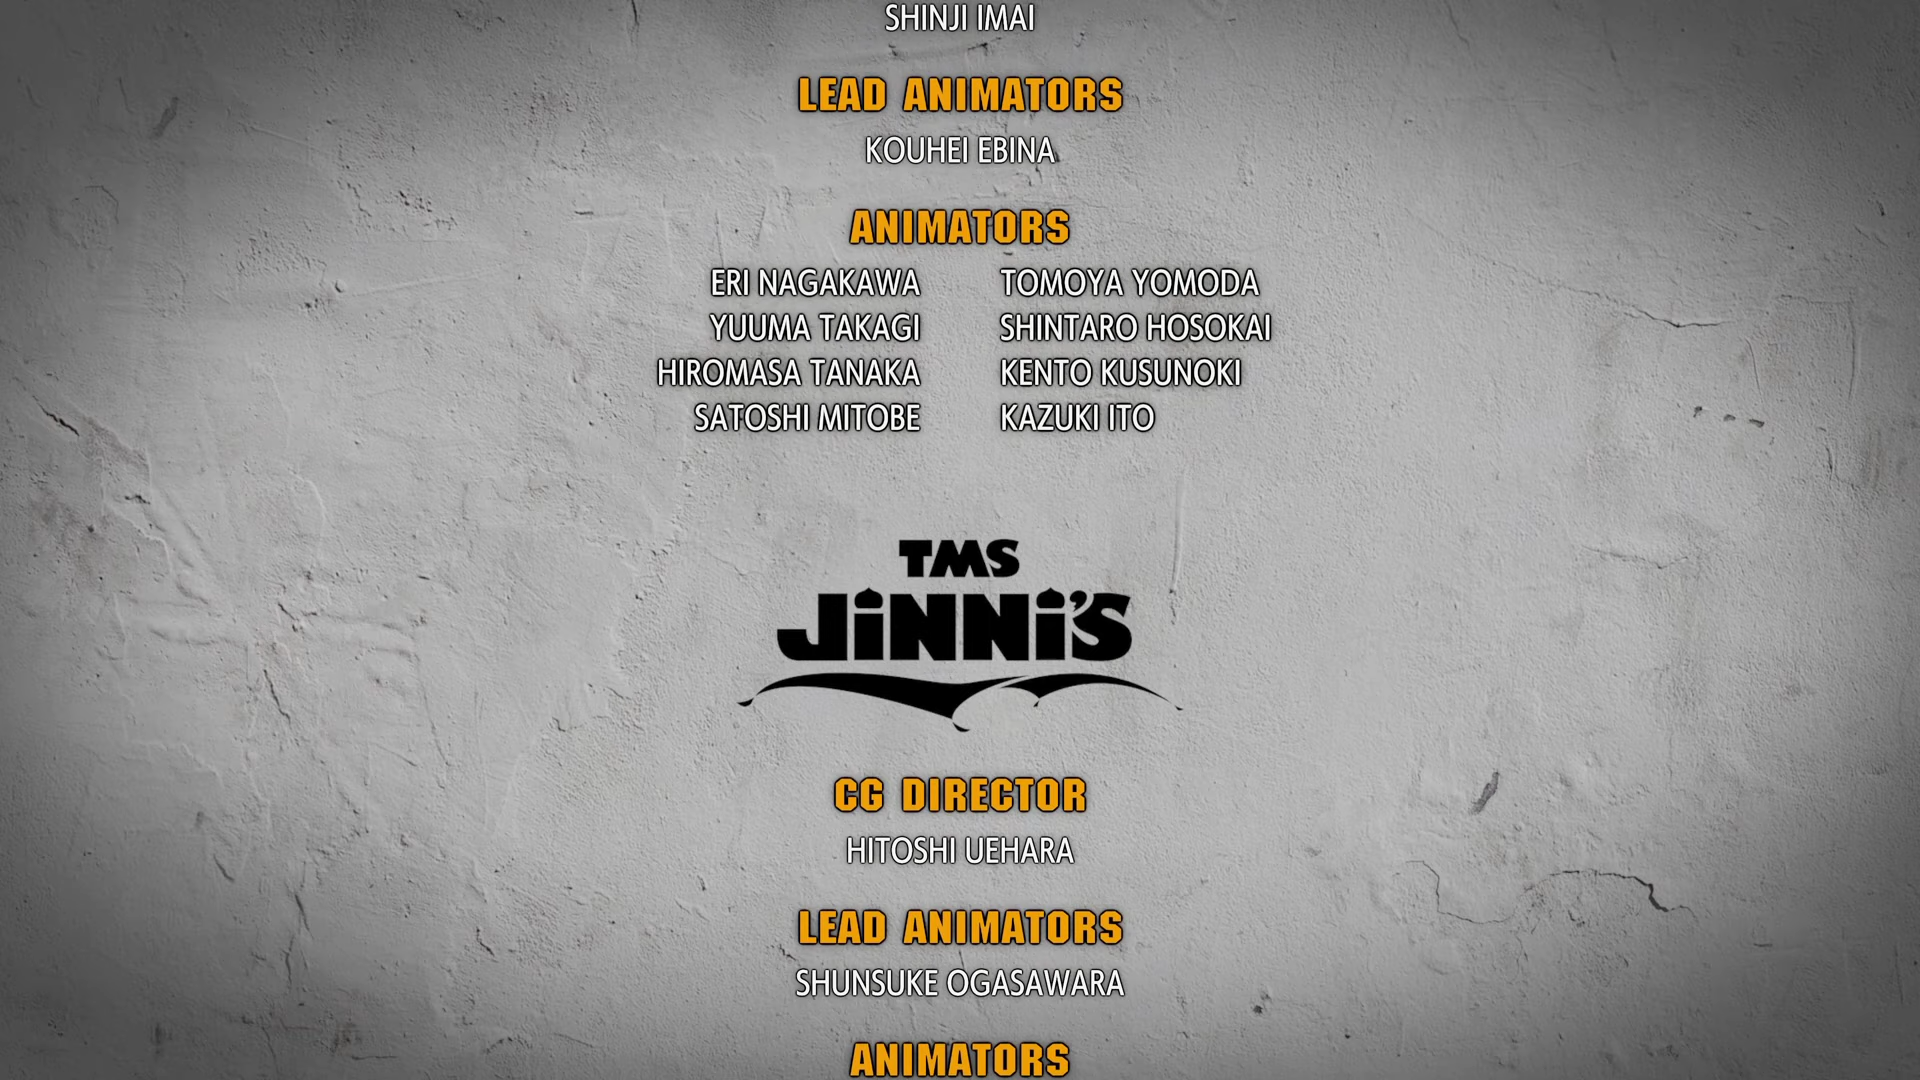 SHINJI IMAI
LEAD ANIMATORS
KOUHEI EBINA
ANIMATORS
ERI NAGAKAWA TOMOYA YOMODA
YUUMA TAKAGI SHINTARO HOSOKAI
HIROMASA TANAKA KENTO KUSUNOKI
SATOSHI MITOBE KAZUKI ITO
TMS
JiNNi'S
CG DIRECTOR
HITOSHI UEHARA
LEAD ANIMATORS
SHUNSUKE OGASAWARA
ANIMATORS